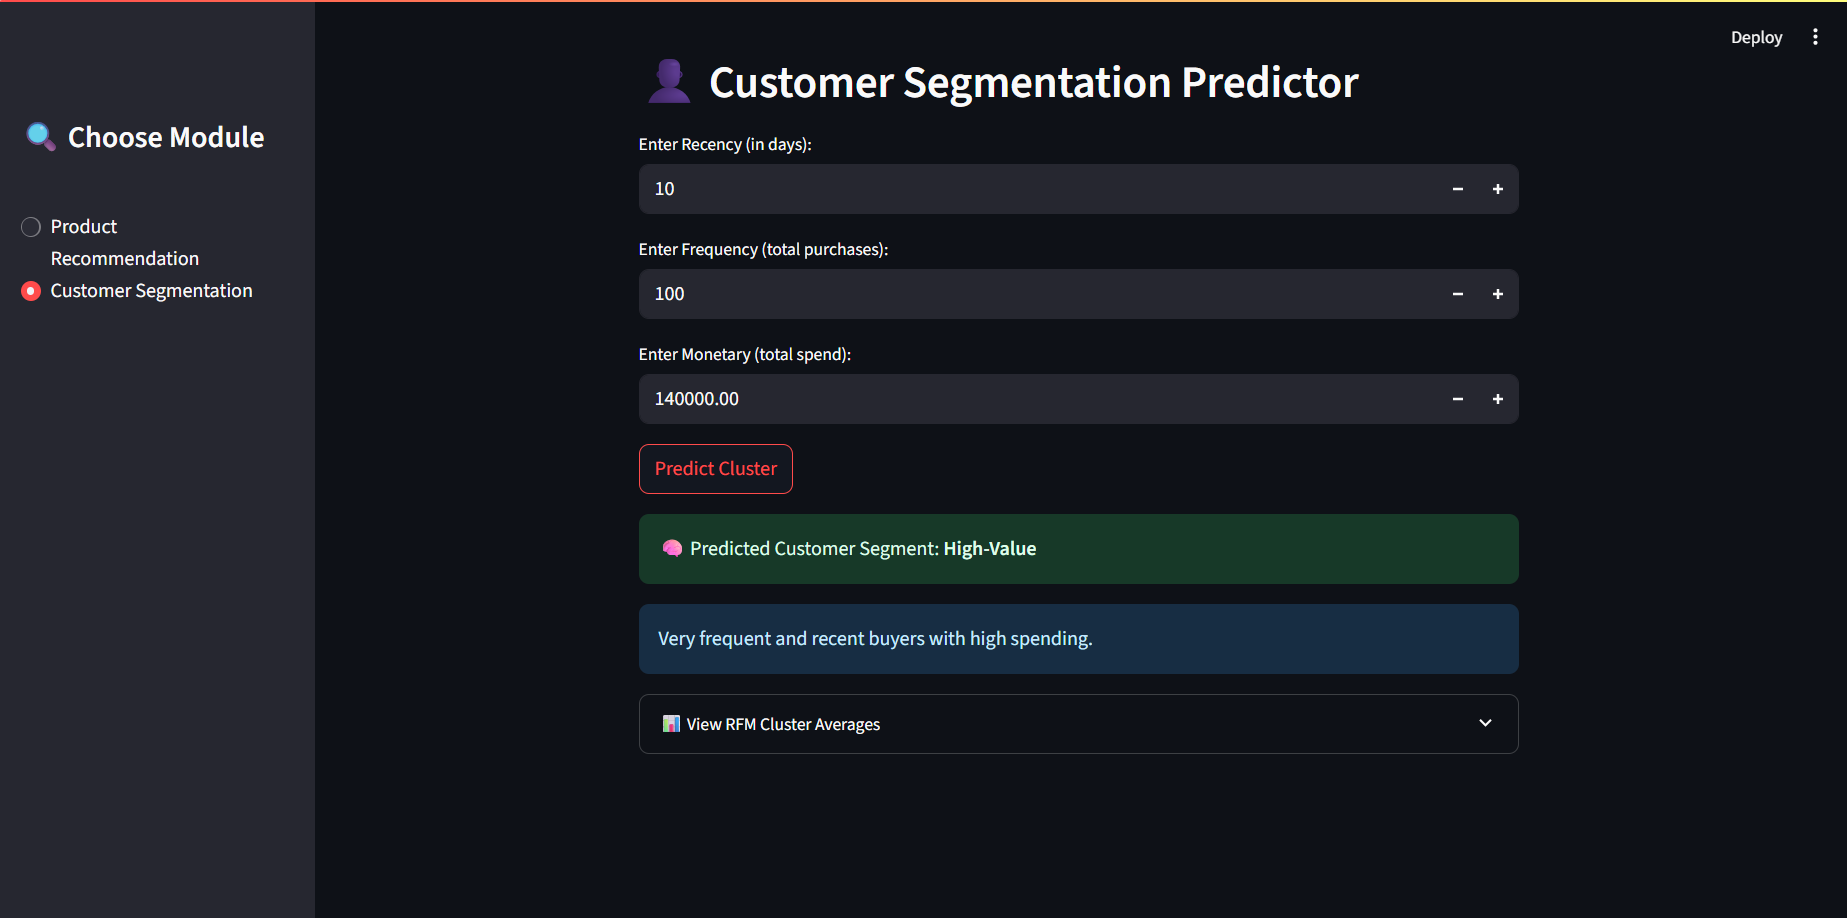 Deploy
Choose Module
Product
Recommendation
Customer Segmentation
Customer Segmentation Predictor
Enter Recency (in days):
10
Enter Frequency (total purchases):
100
Enter Monetary (total spend):
140000.00
Predict Cluster
Predicted Customer Segment: High-Value
Very frequent and recent buyers with high spending.
View RFM Cluster Averages